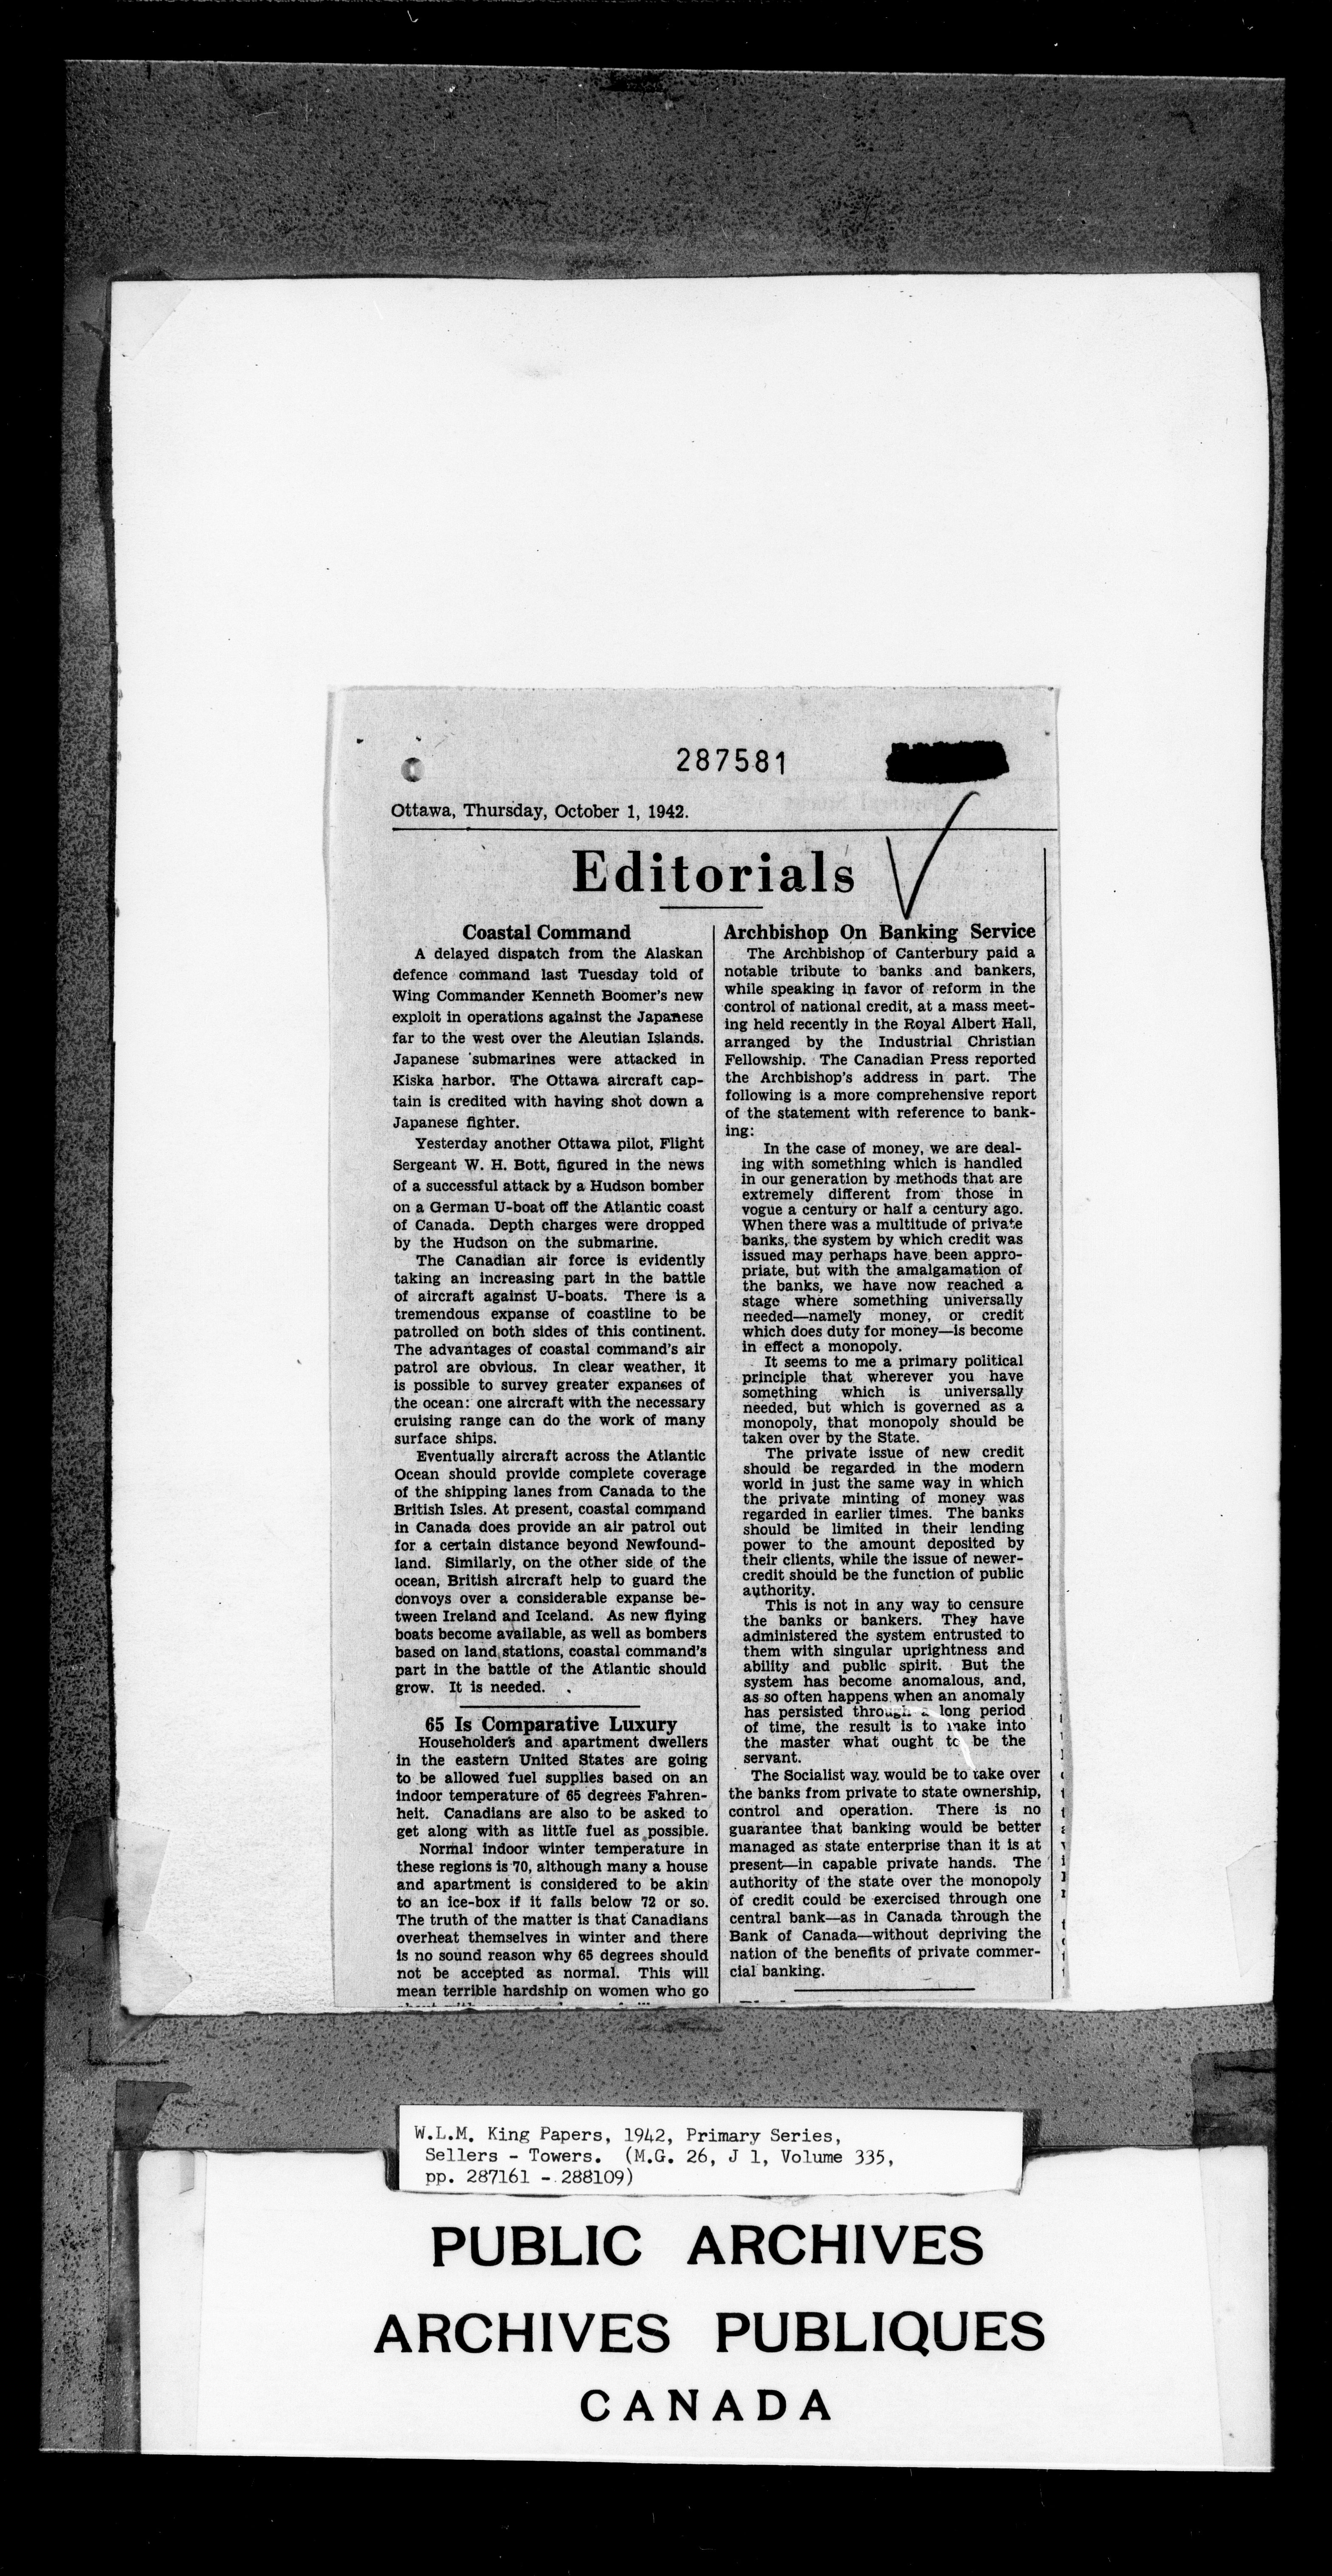 287581
Ottawa, Thursday, October 1, 1942.
Editorials
Coastal Command
A delayed dispatch from the Alaskan
defence command last Tuesday told of
Wing Commander Kenneth Boomer's new
exploit in operations against the Japanese
far to the west over the Aleutian Islands.
Japanese submarines were attacked in
Kiska harbor. The Ottawa aircraft cap-
tain is credited with having shot down a
Japanese fighter.
Yesterday another Ottawa pilot, Flight
Sergeant W. H. Bott, figured in the news
of a successful attack by a Hudson bomber
on a German U-boat off the Atlantic coast
of Canada. Depth charges were dropped
by the Hudson on the submarine.
The Canadian air force is evidently
taking an increasing part in the battle
of aircraft against U-boats. There is a
tremendous expanse of coastline to be
patrolled on both sides of this continent.
The advantages of coastal command's air
patrol are obvious. In clear weather, it
is possible to survey greater expanses of
the ocean: one aircraft with the necessary
cruising range can do the work of many
surface ships.
Eventually aircraft across the Atlantic
Ocean should provide complete coverage
of the shipping lanes from Canada to the
British Isles. At present, coastal command
in Canada does provide an air patrol out
for a certain distance beyond Newfound-
land. Similarly, on the other side of the
ocean, British aircraft help to guard the
convoys over a considerable expanse be-
tween Ireland and Iceland. As new flying
boats become available, as well as bombers
based on land stations, coastal command's
part in the battle of the Atlantic should
grow. It is needed.
65 Is Comparative Luxury
Householders and apartment dwellers
in the eastern United States are going
to be allowed fuel supplies based on an
indoor temperature of 65 degrees Fahren-
heit. Canadians are also to be asked to
get along with as little fuel as possible.
Normal indoor winter temperature in
these regions is 70, although many a house
and apartment is considered to be akin
to an ice-box if it falls below 72 or so.
The truth of the matter is that Canadians
overheat themselves in winter and there
is no sound reason why 65 degrees should
not be accepted as normal. This will
mean terrible hardship on women who go
Archbishop On Banking Service
The Archbishop of Canterbury paid a
notable tribute to banks and bankers,
while speaking in favor of reform in the
control of national credit, at a mass meet-
ing held recently in the Royal Albert Hall,
arranged by the Industrial Christian
Fellowship. The Canadian Press reported
the Archbishop's address in part. The
following is a more comprehensive report
of the statement with reference to bank-
ing:
In the case of money, we are deal-
ing with something which is handled
in our generation by methods that are
extremely different from those in
vogue a century or half a century ago.
When there was a multitude of private
banks, the system by which credit was
issued may perhaps have been appro-
priate, but with the amalgamation of
the banks, we have now reached a
stage where something universally
needed—namely money, or credit
which does duty for money—is become
in effect a monopoly.
It seems to me a primary political
principle that wherever you have
something which is universally
needed, but which is governed as a
monopoly, that monopoly should be
taken over by the State.
The private issue of new credit
should be regarded in the modern
world in just the same way in which
the private minting of money was
regarded in earlier times. The banks
should be limited in their lending
power to the amount deposited by
their clients, while the issue of newer-
credit should be the function of public
authority.
This is not in any way to censure
the banks or bankers. They have
administered the system entrusted to
them with singular uprightness and
ability and public spirit. But the
system has become anomalous, and,
as so often happens when an anomaly
has persisted through a long period
of time, the result is to make into
the master what ought to be the
servant.
The Socialist way would be to take over
the banks from private to state ownership,
control and operation. There is no
guarantee that banking would be better
managed as state enterprise than it is at
present—in capable private hands. The
authority of the state over the monopoly
of credit could be exercised through one
central bank—as in Canada through the
Bank of Canada—without depriving the
nation of the benefits of private commer-
cial banking.
W.L.M. King Papers, 1942, Primary Series,
Sellers - Towers. (M.G. 26, J 1, Volume 335,
pp. 287161 - 288109)
PUBLIC ARCHIVES
ARCHIVES PUBLIQUES
CANADA